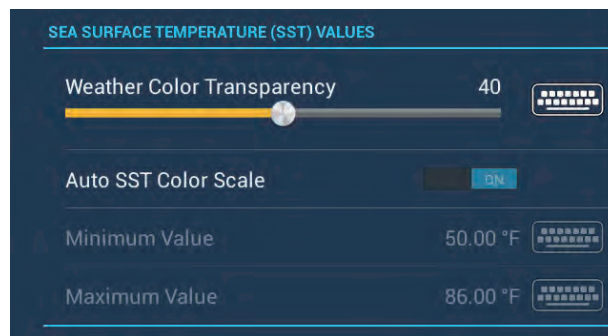 SEA SURFACE TEMPERATURE (SST) VALUES
Weather Color Transparency 40
Auto SST Color Scale ON
Minimum Value 50.00 °F
Maximum Value 86.00 °F